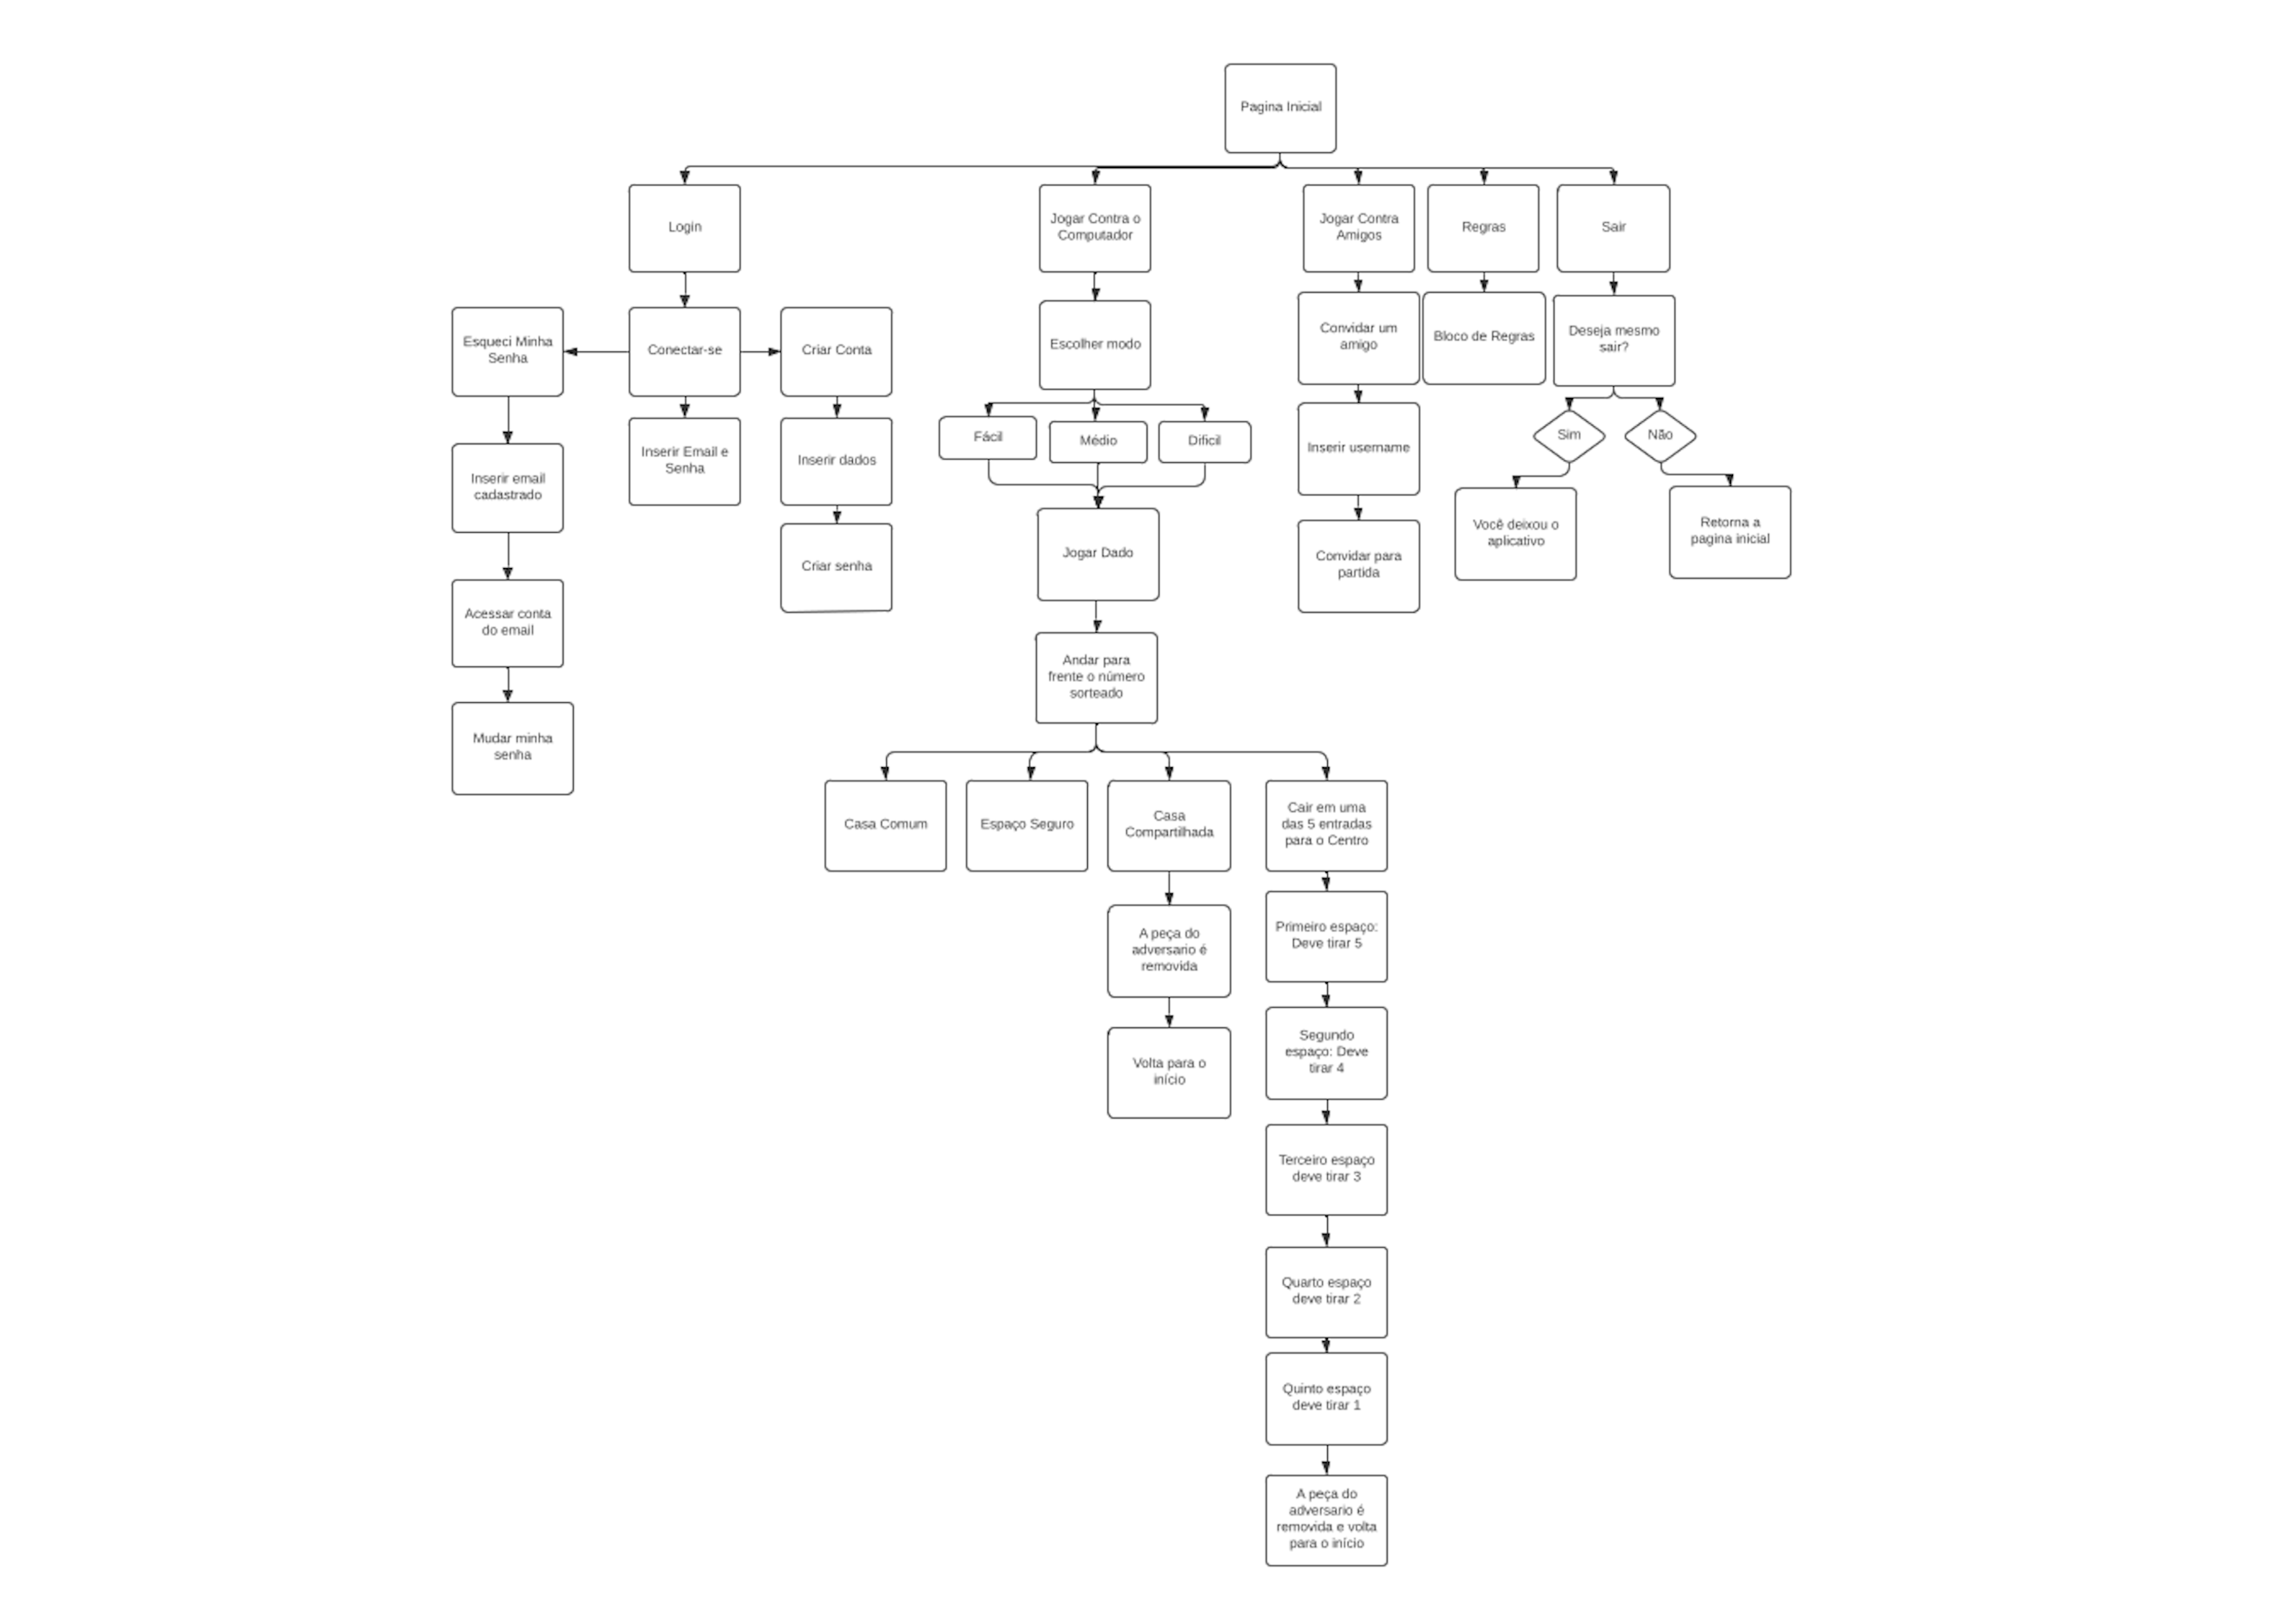 Pagina Inicial
Login
Jogar Contra o
Computador
Jogar Contra
Amigos
Regras
Sair
Esqueci Minha
Senha
Conectar-se
Criar Conta
Escolher modo
Convidar um
amigo
Bloco de Regras
Deseja mesmo
sair?
Fácil
Médio
Dificil
Sim
Não
Inserir email
cadastrado
Inserir Email e
Senha
Inserir dados
Inserir username
Jogar Dado
Você deixou o
aplicativo
Retorna a
pagina inicial
Criar senha
Convidar para
partida
Acessar conta
do email
Andar para
frente o número
sorteado
Mudar minha
senha
Casa Comum
Espaço Seguro
Casa
Compartilhada
Cair em uma
das 5 entradas
para o Centro
A peça do
adversario é
removida
Primeiro espaço:
Deve tirar 5
Volta para o
início
Segundo
espaço: Deve
tirar 4
Terceiro espaço
deve tirar 3
Quarto espaço
deve tirar 2
Quinto espaço
deve tirar 1
A peça do
adversario é
removida e volta
para o início